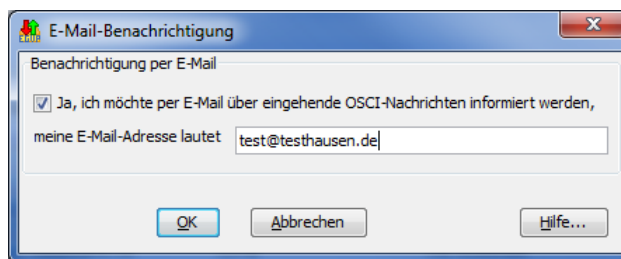 E-Mail-Benachrichtigung
Benachrichtigung per E-Mail
Ja, ich möchte per E-Mail über eingehende OSCI-Nachrichten informiert werden,
meine E-Mail-Adresse lautet test@testhausen.de
OK Abbrechen Hilfe...